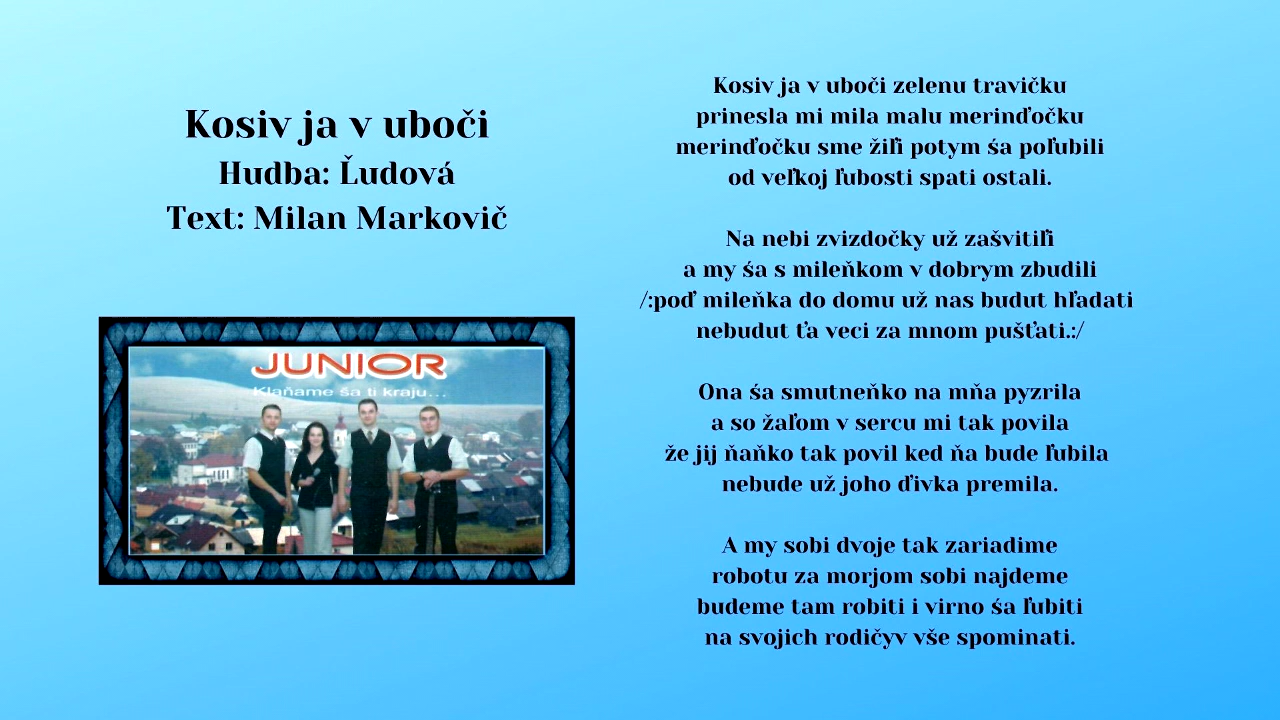 Kosiv ja v uboči
Hudba: Ľudová
Text: Milan Markovič
JUNIOR
Klaňame ša ti kraju...
Kosiv ja v uboči zelenu travičku
prinesla mi mila malu merinďočku
merinďočku sme žiľi potym śa poľubili
od veľkoj ľubosti spati ostali.
Na nebi zvizdočky už zašvitiľi
a my śa s mileňkom v dobrym zbudili
/:poď mileňka do domu už nas budut hľadati
nebudut ťa veci za mnom pušťati.:/
Ona śa smutneňko na mňa pyzrila
a so žaľom v sercu mi tak povila
že jij ňaňko tak povil ked ňa bude ľubila
nebude už joho ďivka premila.
A my sobi dvoje tak zariadime
robotu za morjom sobi najdeme
budeme tam robiti i virno śa ľubiti
na svojich rodičyv vše spominati.